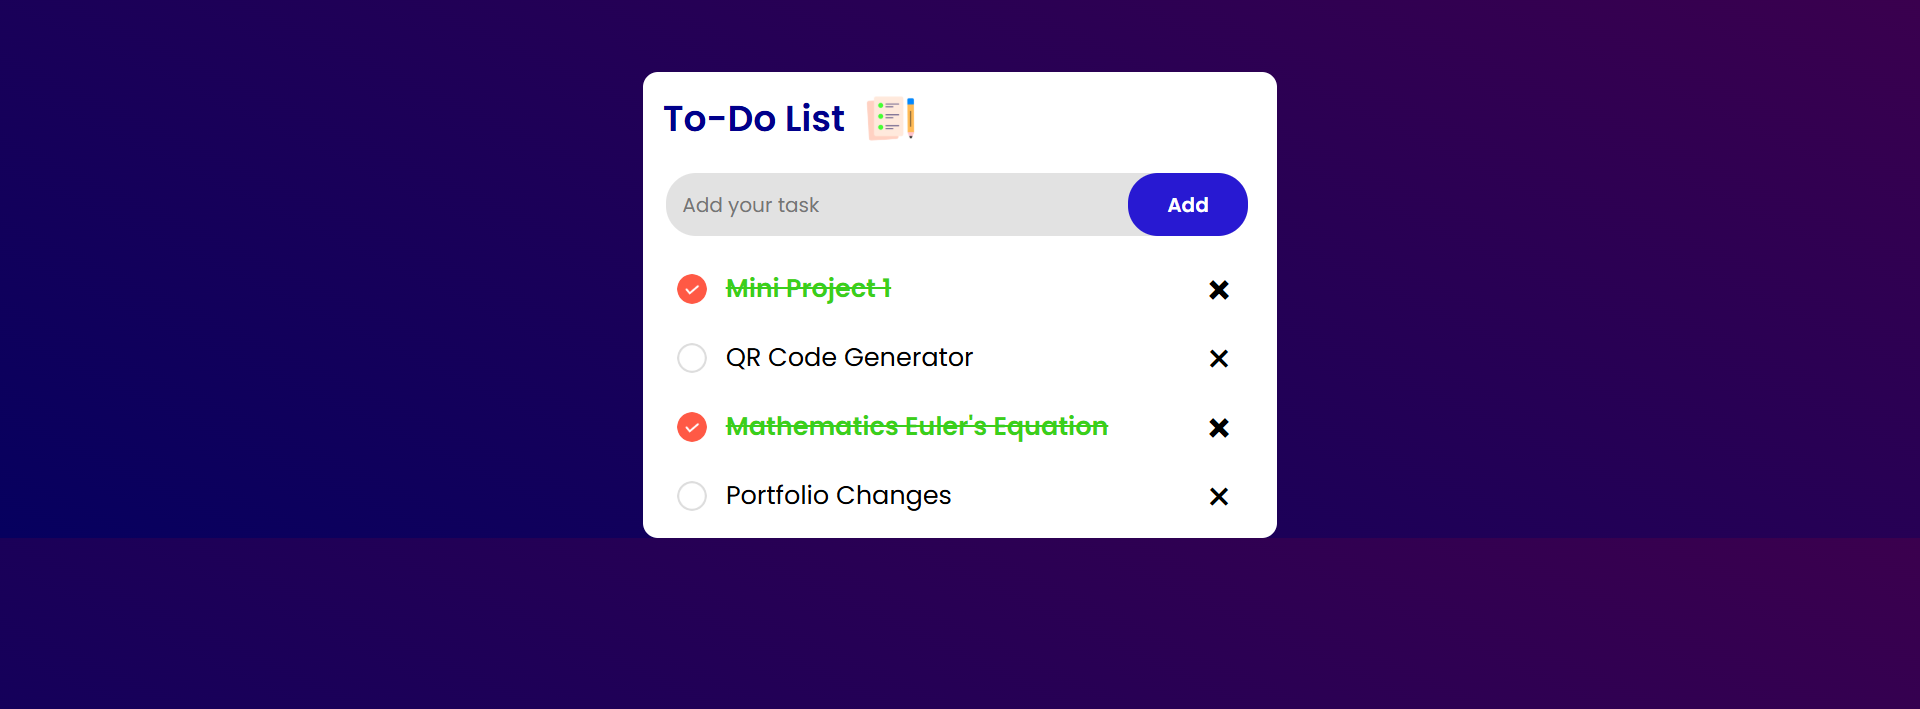 To-Do List
Add your task
Add
Mini Project 1
QR Code Generator
Mathematics Euler's Equation
Portfolio Changes